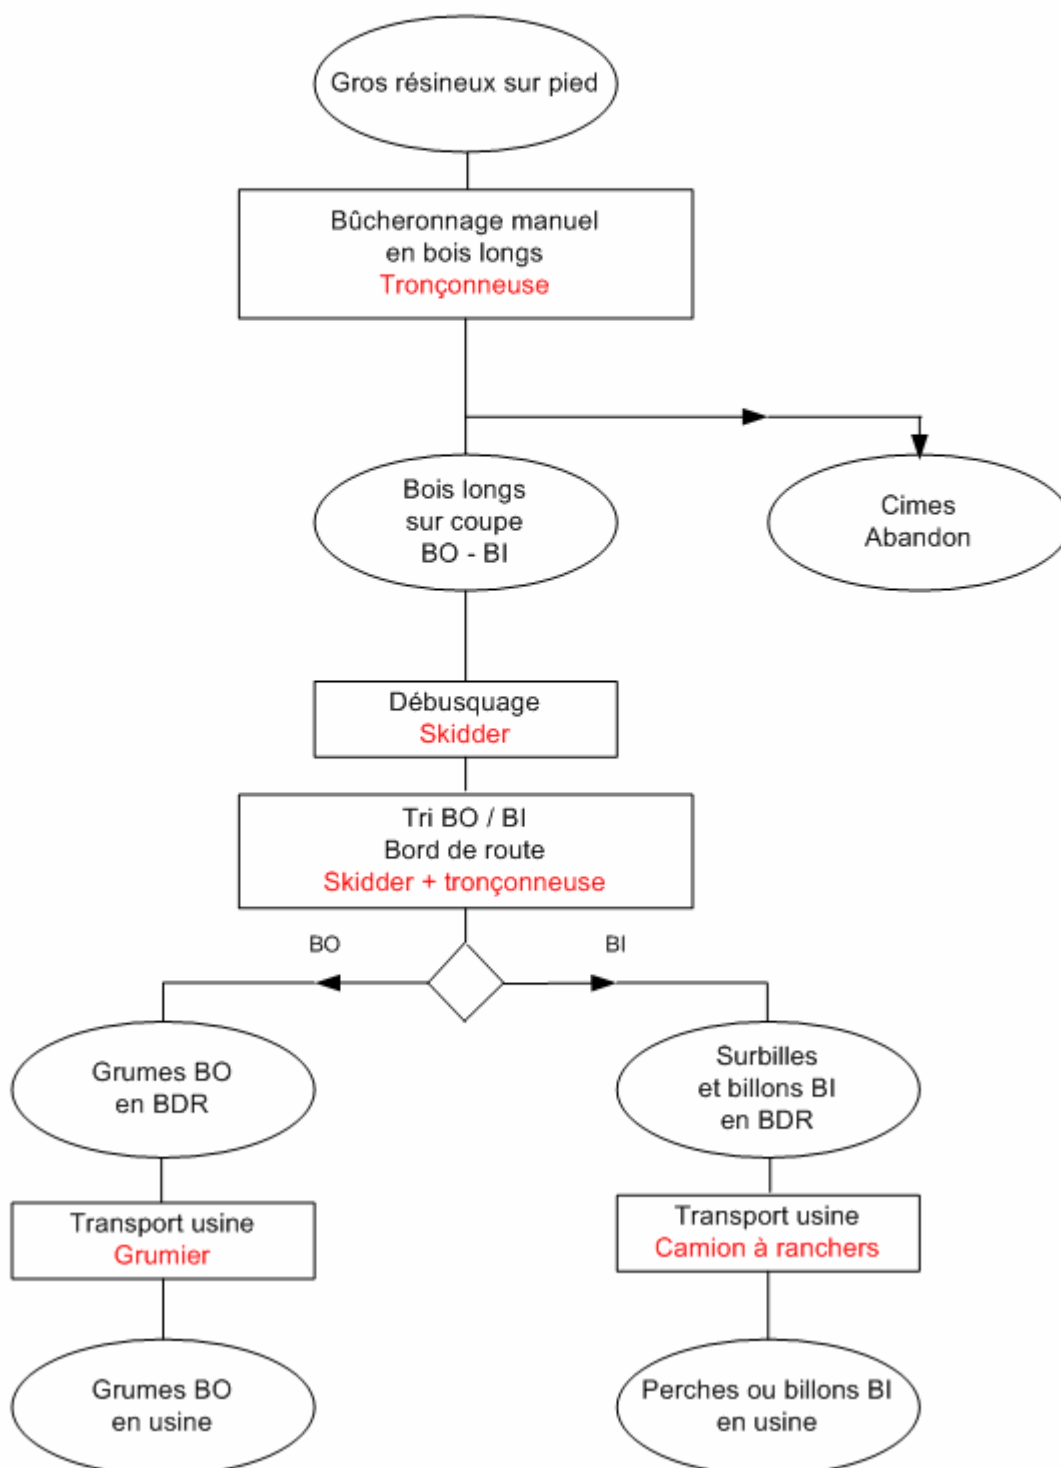 Gros résineux sur pied
Bûcheronnage manuel
en bois longs
Tronçonneuse
Bois longs
sur coupe
BO - BI
Cimes
Abandon
Débusquage
Skidder
Tri BO / BI
Bord de route
Skidder + tronçonneuse
BO
BI
Grumes BO
en BDR
Surbilles
et billons BI
en BDR
Transport usine
Grumier
Transport usine
Camion à ranchers
Grumes BO
en usine
Perches ou billons BI
en usine